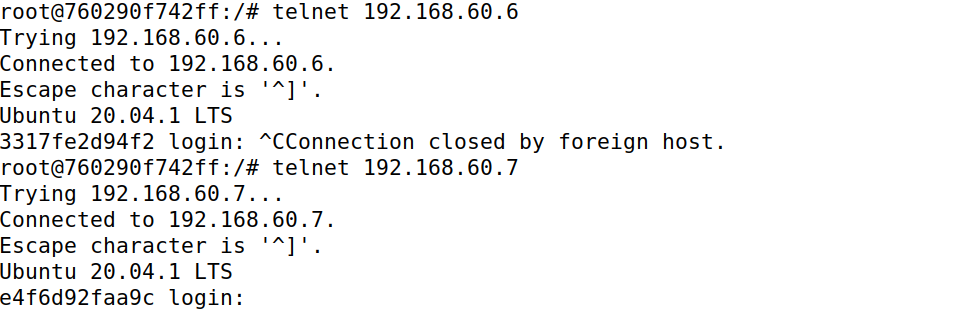 root@760290f742ff:/# telnet 192.168.60.6
Trying 192.168.60.6...
Connected to 192.168.60.6.
Escape character is '^]'.
Ubuntu 20.04.1 LTS
3317fe2d94f2 login: ^CConnection closed by foreign host.
root@760290f742ff:/# telnet 192.168.60.7
Trying 192.168.60.7...
Connected to 192.168.60.7.
Escape character is '^]'.
Ubuntu 20.04.1 LTS
e4f6d92faa9c login: